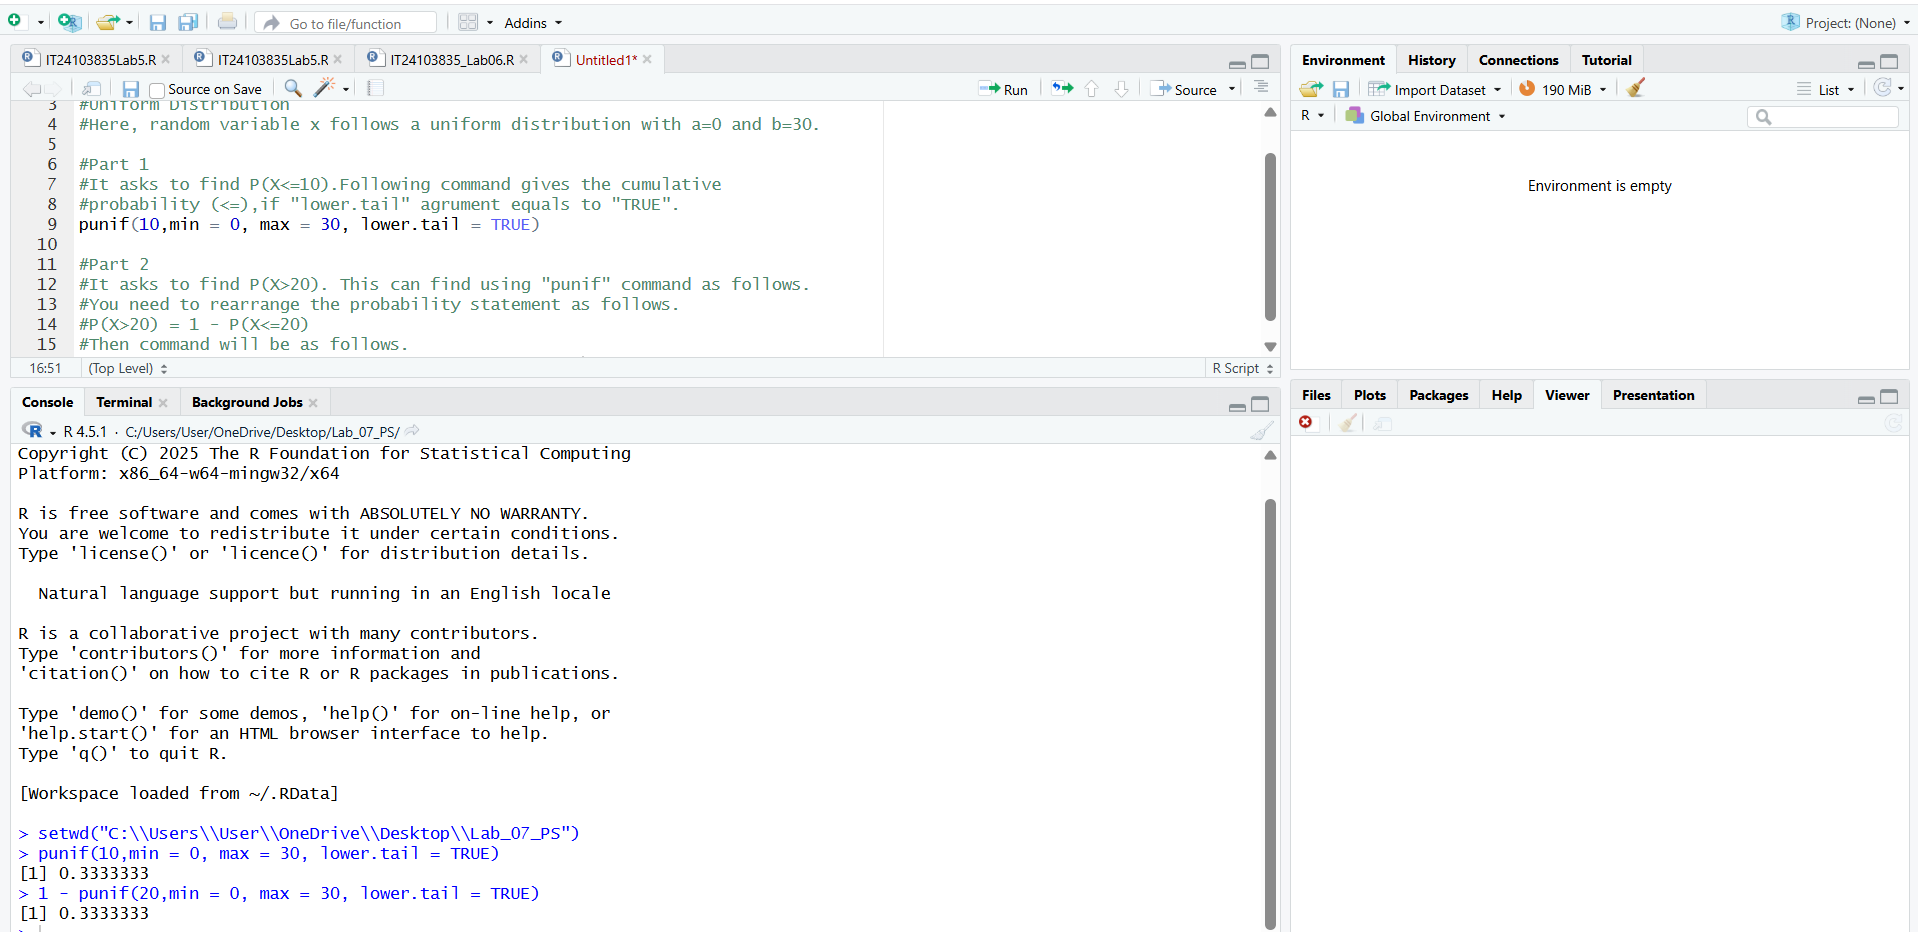 Go to file/function
Addins
Project: (None)
IT24103835Lab5.R
IT24103835Lab5.R
IT24103835_Lab06.R
Untitled1*
Source on Save
Run
Source
3 #Uniform Distribution
4 #Here, random variable x follows a uniform distribution with a=0 and b=30.
5
6 #Part 1
7 #It asks to find P(X<=10).Following command gives the cumulative
8 #probability (<=),if "lower.tail" agrument equals to "TRUE".
9 punif(10,min = 0, max = 30, lower.tail = TRUE)
10
11 #Part 2
12 #It asks to find P(X>20). This can find using "punif" command as follows.
13 #You need to rearrange the probability statement as follows.
14 #P(X>20) = 1 - P(X<=20)
15 #Then command will be as follows.
16:51 (Top Level) R Script
Console Terminal Background Jobs
R 4.5.1 · C:/Users/User/OneDrive/Desktop/Lab_07_PS/
Copyright (C) 2025 The R Foundation for Statistical Computing
Platform: x86_64-w64-mingw32/x64
R is free software and comes with ABSOLUTELY NO WARRANTY.
You are welcome to redistribute it under certain conditions.
Type 'license()' or 'licence()' for distribution details.
Natural language support but running in an English locale
R is a collaborative project with many contributors.
Type 'contributors()' for more information and
'citation()' on how to cite R or R packages in publications.
Type 'demo()' for some demos, 'help()' for on-line help, or
'help.start()' for an HTML browser interface to help.
Type 'q()' to quit R.
[Workspace loaded from ~/.RData]
> setwd("C:\\Users\\User\\OneDrive\\Desktop\\Lab_07_PS")
> punif(10,min = 0, max = 30, lower.tail = TRUE)
[1] 0.3333333
> 1 - punif(20,min = 0, max = 30, lower.tail = TRUE)
[1] 0.3333333
>
Environment History Connections Tutorial
Import Dataset 190 MiB List
R Global Environment
Environment is empty
Files Plots Packages Help Viewer Presentation